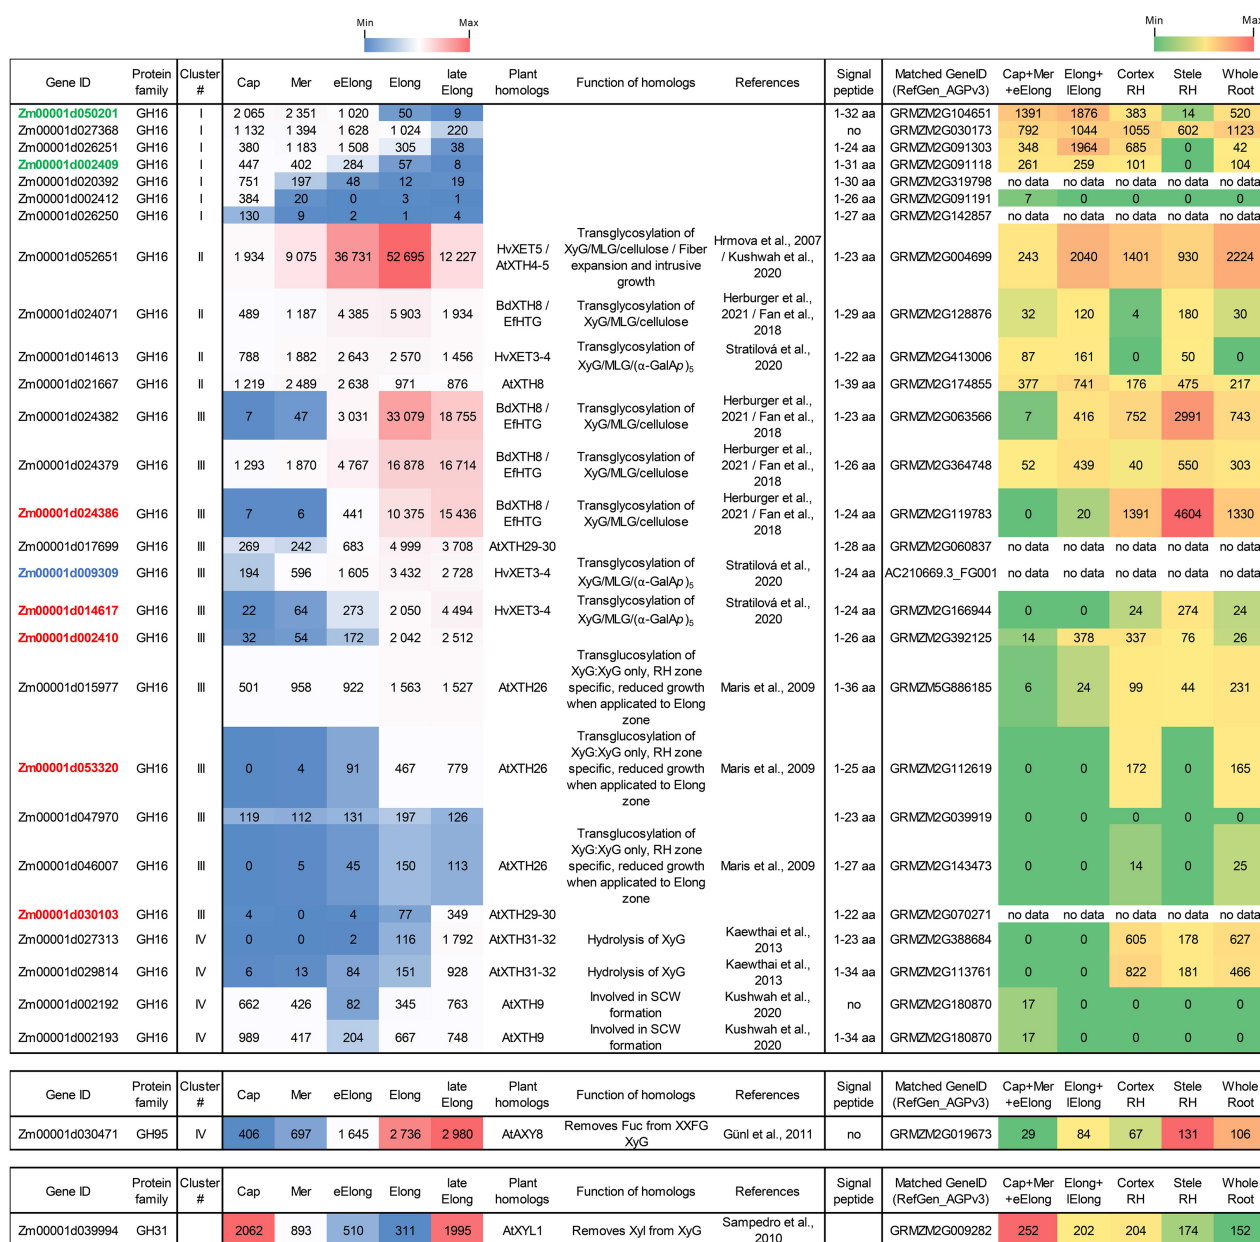 Min Max Min Max
Gene ID Protein family Cluster # Cap Mer eElong Elong late Elong Plant homologs Function of homologs References Signal peptide Matched GeneID (RefGen_AGPv3) Cap+Mer +eElong Elong+ lElong Cortex RH Stele RH Whole Root
Zm00001d050201 GH16 I 2 065 2 351 1 020 50 9 1-32 aa GRMZM2G104651 1391 1876 383 14 520
Zm00001d027368 GH16 I 1 132 1 394 1 628 1 024 220 no GRMZM2G030173 792 1044 1055 602 1123
Zm00001d026251 GH16 I 380 1 183 1 508 305 38 1-24 aa GRMZM2G091303 348 1964 685 0 42
Zm00001d002409 GH16 I 447 402 284 57 8 1-31 aa GRMZM2G091118 261 259 101 0 104
Zm00001d020392 GH16 I 751 197 48 12 19 1-30 aa GRMZM2G319798 no data no data no data no data no data
Zm00001d002412 GH16 I 384 20 0 3 1 1-26 aa GRMZM2G091191 7 0 0 0 0
Zm00001d026250 GH16 I 130 9 2 1 4 1-27 aa GRMZM2G142857 no data no data no data no data no data
Zm00001d052651 GH16 II 1 934 9 075 36 731 52 695 12 227 HvXET5 / AtXTH4-5 Transglycosylation of XyG/MLG/cellulose / Fiber expansion and intrusive growth Hrmova et al., 2007 / Kushwah et al., 2020 1-23 aa GRMZM2G004699 243 2040 1401 930 2224
Zm00001d024071 GH16 II 489 1 187 4 385 5 903 1 934 BdXTH8 / EfHTG Transglycosylation of XyG/MLG/cellulose Herburger et al., 2021 / Fan et al., 2018 1-29 aa GRMZM2G128876 32 120 4 180 30
Zm00001d014613 GH16 II 788 1 882 2 643 2 570 1 456 HvXET3-4 Transglycosylation of XyG/MLG/(α-GalAp)5 Stratilová et al., 2020 1-22 aa GRMZM2G413006 87 161 0 50 0
Zm00001d021667 GH16 II 1 219 2 489 2 638 971 876 AtXTH8 1-39 aa GRMZM2G174855 377 741 176 475 217
Zm00001d024382 GH16 III 7 47 3 031 33 079 18 755 BdXTH8 / EfHTG Transglycosylation of XyG/MLG/cellulose Herburger et al., 2021 / Fan et al., 2018 1-23 aa GRMZM2G063566 7 416 752 2991 743
Zm00001d024379 GH16 III 1 293 1 870 4 767 16 878 16 714 BdXTH8 / EfHTG Transglycosylation of XyG/MLG/cellulose Herburger et al., 2021 / Fan et al., 2018 1-26 aa GRMZM2G364748 52 439 40 550 303
Zm00001d024386 GH16 III 7 6 441 10 375 15 436 BdXTH8 / EfHTG Transglycosylation of XyG/MLG/cellulose Herburger et al., 2021 / Fan et al., 2018 1-24 aa GRMZM2G119783 0 20 1391 4604 1330
Zm00001d017699 GH16 III 269 242 683 4 999 3 708 AtXTH29-30 1-28 aa GRMZM2G060837 no data no data no data no data no data
Zm00001d009309 GH16 III 194 596 1 605 3 432 2 728 HvXET3-4 Transglycosylation of XyG/MLG/(α-GalAp)5 Stratilová et al., 2020 1-24 aa AC210669.3_FG001 no data no data no data no data no data
Zm00001d014617 GH16 III 22 64 273 2 050 4 494 HvXET3-4 Transglycosylation of XyG/MLG/(α-GalAp)5 Stratilová et al., 2020 1-24 aa GRMZM2G166944 0 0 24 274 24
Zm00001d002410 GH16 III 32 54 172 2 042 2 512 1-26 aa GRMZM2G392125 14 378 337 76 26
Zm00001d015977 GH16 III 501 958 922 1 563 1 527 AtXTH26 Transglucosylation of XyG:XyG only, RH zone specific, reduced growth when applicated to Elong zone Maris et al., 2009 1-36 aa GRMZM5G886185 6 24 99 44 231
Zm00001d053320 GH16 III 0 4 91 467 779 AtXTH26 Transglucosylation of XyG:XyG only, RH zone specific, reduced growth when applicated to Elong zone Maris et al., 2009 1-25 aa GRMZM2G112619 0 0 172 0 165
Zm00001d047970 GH16 III 119 112 131 197 126 1-23 aa GRMZM2G039919 0 0 0 0 0
Zm00001d046007 GH16 III 0 5 45 150 113 AtXTH26 Transglucosylation of XyG:XyG only, RH zone specific, reduced growth when applicated to Elong zone Maris et al., 2009 1-27 aa GRMZM2G143473 0 0 14 0 25
Zm00001d030103 GH16 III 4 0 4 77 349 AtXTH29-30 1-22 aa GRMZM2G070271 no data no data no data no data no data
Zm00001d027313 GH16 IV 0 0 2 116 1 792 AtXTH31-32 Hydrolysis of XyG Kaewthai et al., 2013 1-23 aa GRMZM2G388684 0 0 605 178 627
Zm00001d029814 GH16 IV 6 13 84 151 928 AtXTH31-32 Hydrolysis of XyG Kaewthai et al., 2013 1-34 aa GRMZM2G113761 0 0 822 181 466
Zm00001d002192 GH16 IV 662 426 82 345 763 AtXTH9 Involved in SCW formation Kushwah et al., 2020 no GRMZM2G180870 17 0 0 0 0
Zm00001d002193 GH16 IV 989 417 204 667 748 AtXTH9 Involved in SCW formation Kushwah et al., 2020 1-34 aa GRMZM2G180870 17 0 0 0 0
Gene ID Protein family Cluster # Cap Mer eElong Elong late Elong Plant homologs Function of homologs References Signal peptide Matched GeneID (RefGen_AGPv3) Cap+Mer +eElong Elong+ lElong Cortex RH Stele RH Whole Root
Zm00001d030471 GH95 IV 406 697 1 645 2 736 2 980 AtAXY8 Removes Fuc from XXFG XyG Günl et al., 2011 no GRMZM2G019673 29 84 67 131 106
Gene ID Protein family Cluster # Cap Mer eElong Elong late Elong Plant homologs Function of homologs References Signal peptide Matched GeneID (RefGen_AGPv3) Cap+Mer +eElong Elong+ lElong Cortex RH Stele RH Whole Root
Zm00001d039994 GH31 2062 893 510 311 1995 AtXYL1 Removes Xyl from XyG Sampedro et al., 2010 GRMZM2G009282 252 202 204 174 152